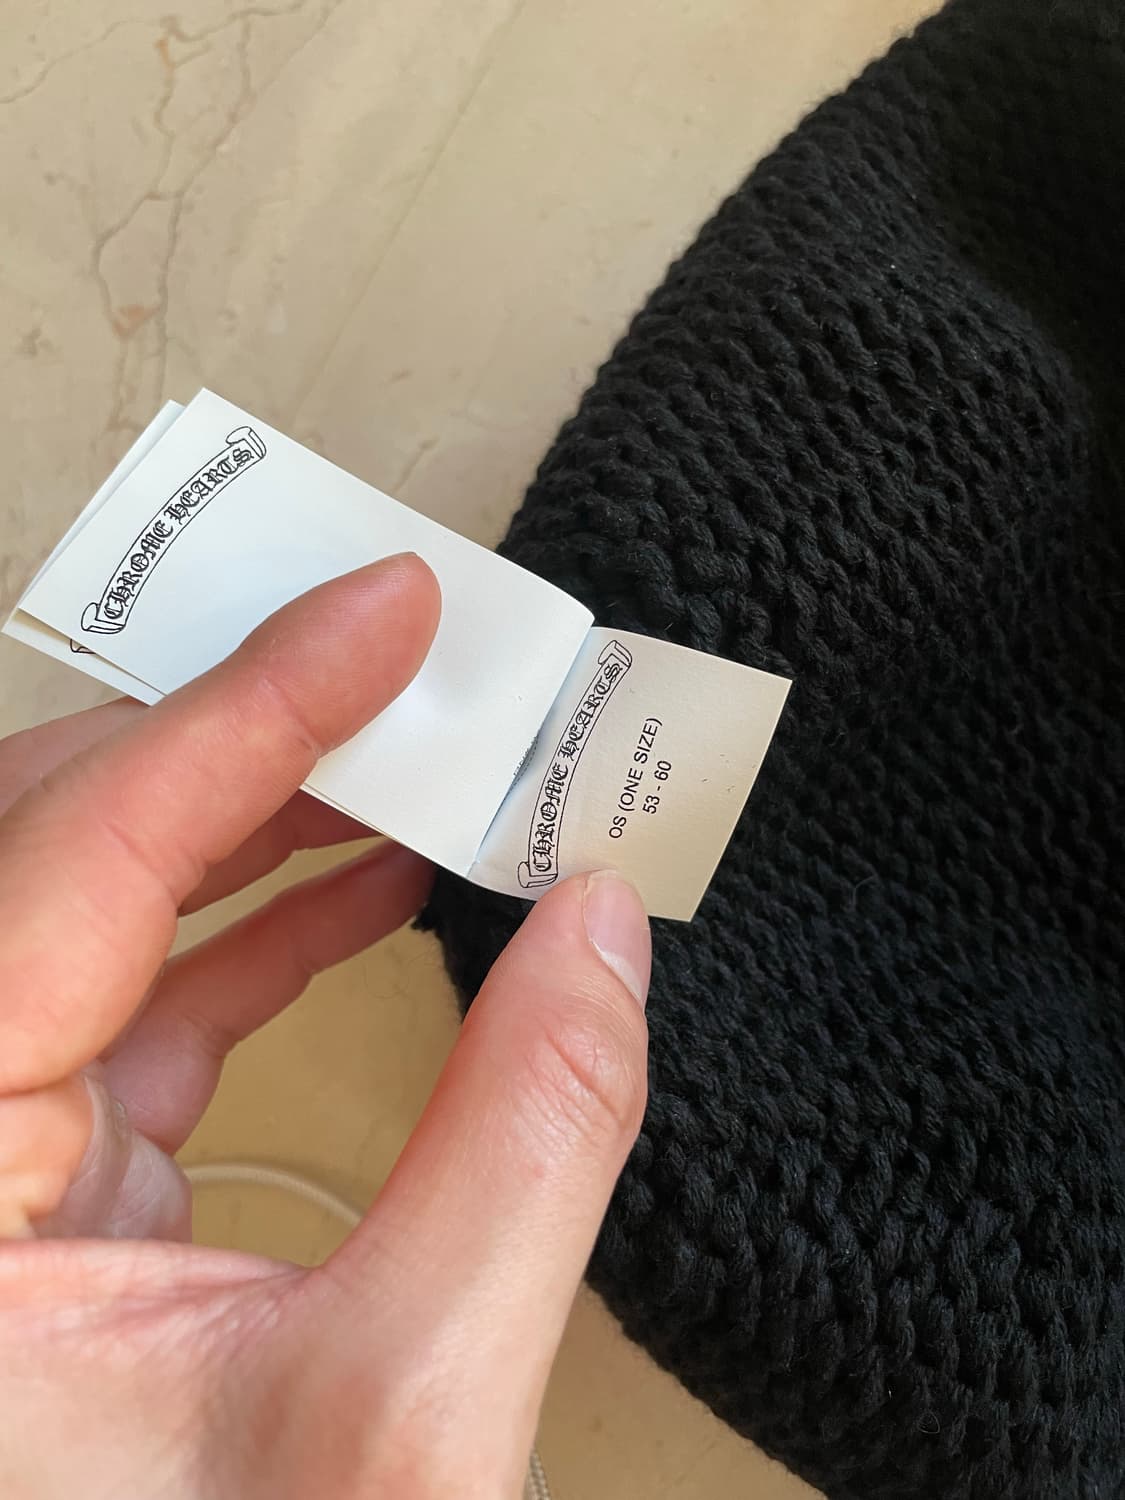 CHROME HEARTS
CHROME HEARTS
OS (ONE SIZE)
53 - 60